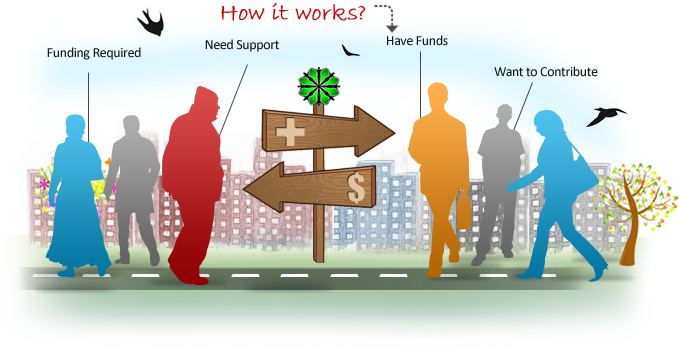 How it works?
Funding Required
Need Support
Have Funds
Want to Contribute
$